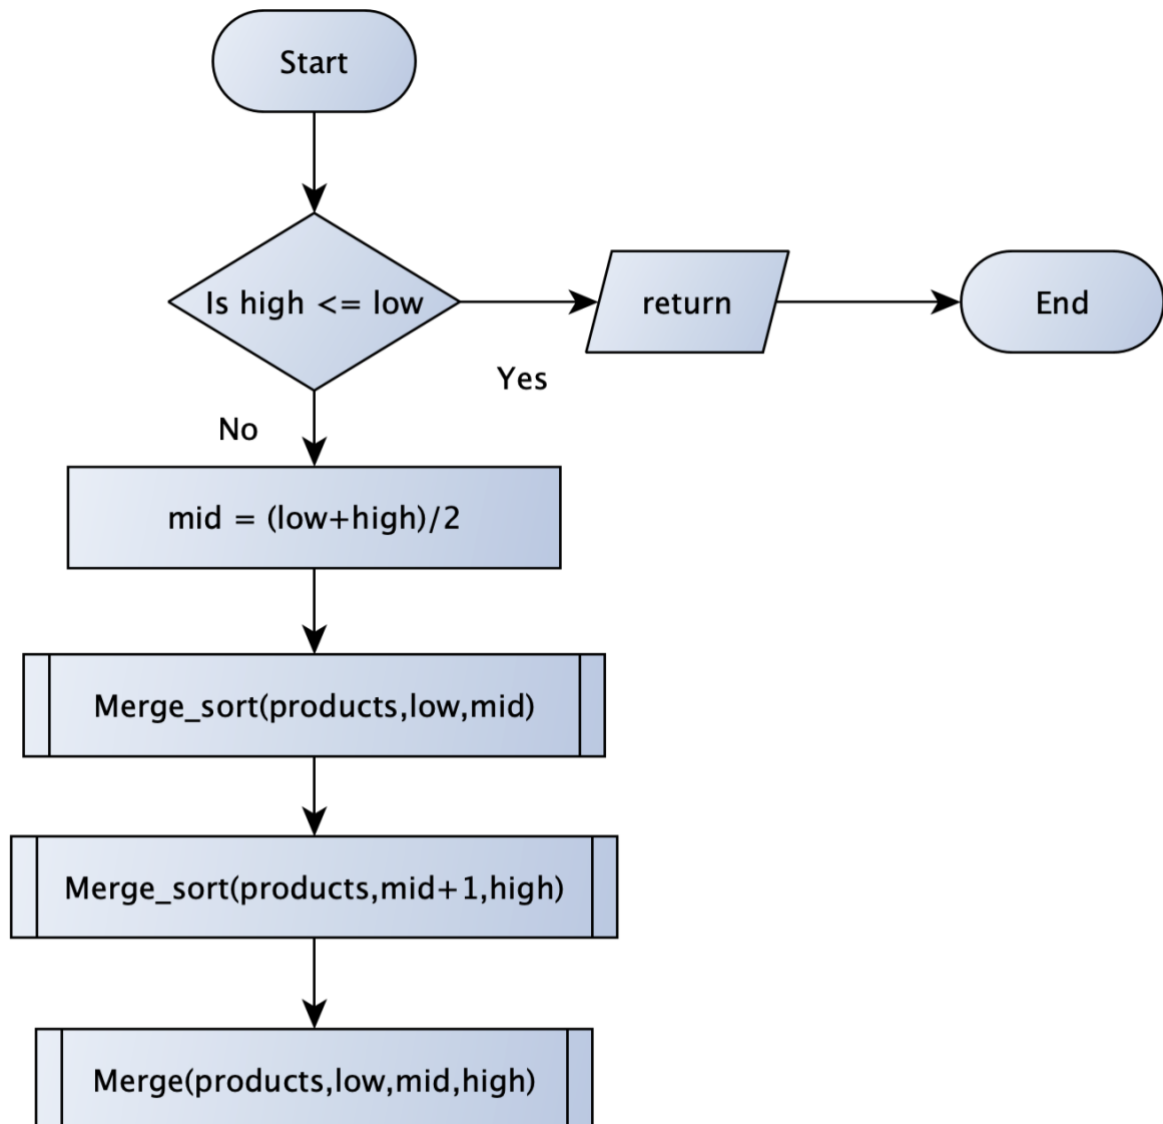 Start
Is high <= low
return
End
Yes
No
mid = (low+high)/2
Merge_sort(products,low,mid)
Merge_sort(products,mid+1,high)
Merge(products,low,mid,high)